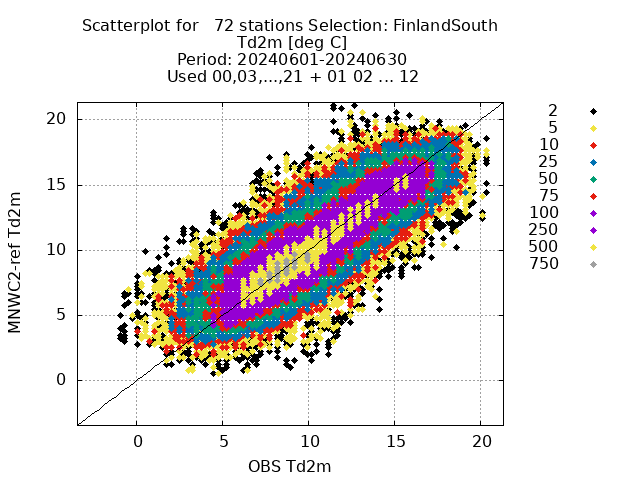 Scatterplot for   72 stations Selection: FinlandSouth
Td2m [deg C]
Period: 20240601-20240630
Used 00,03,...,21 + 01 02 ... 12
20
15
10
5
0
MNWC2-ref Td2m
0 5 10 15 20
OBS Td2m
2
5
10
25
50
75
100
250
500
750